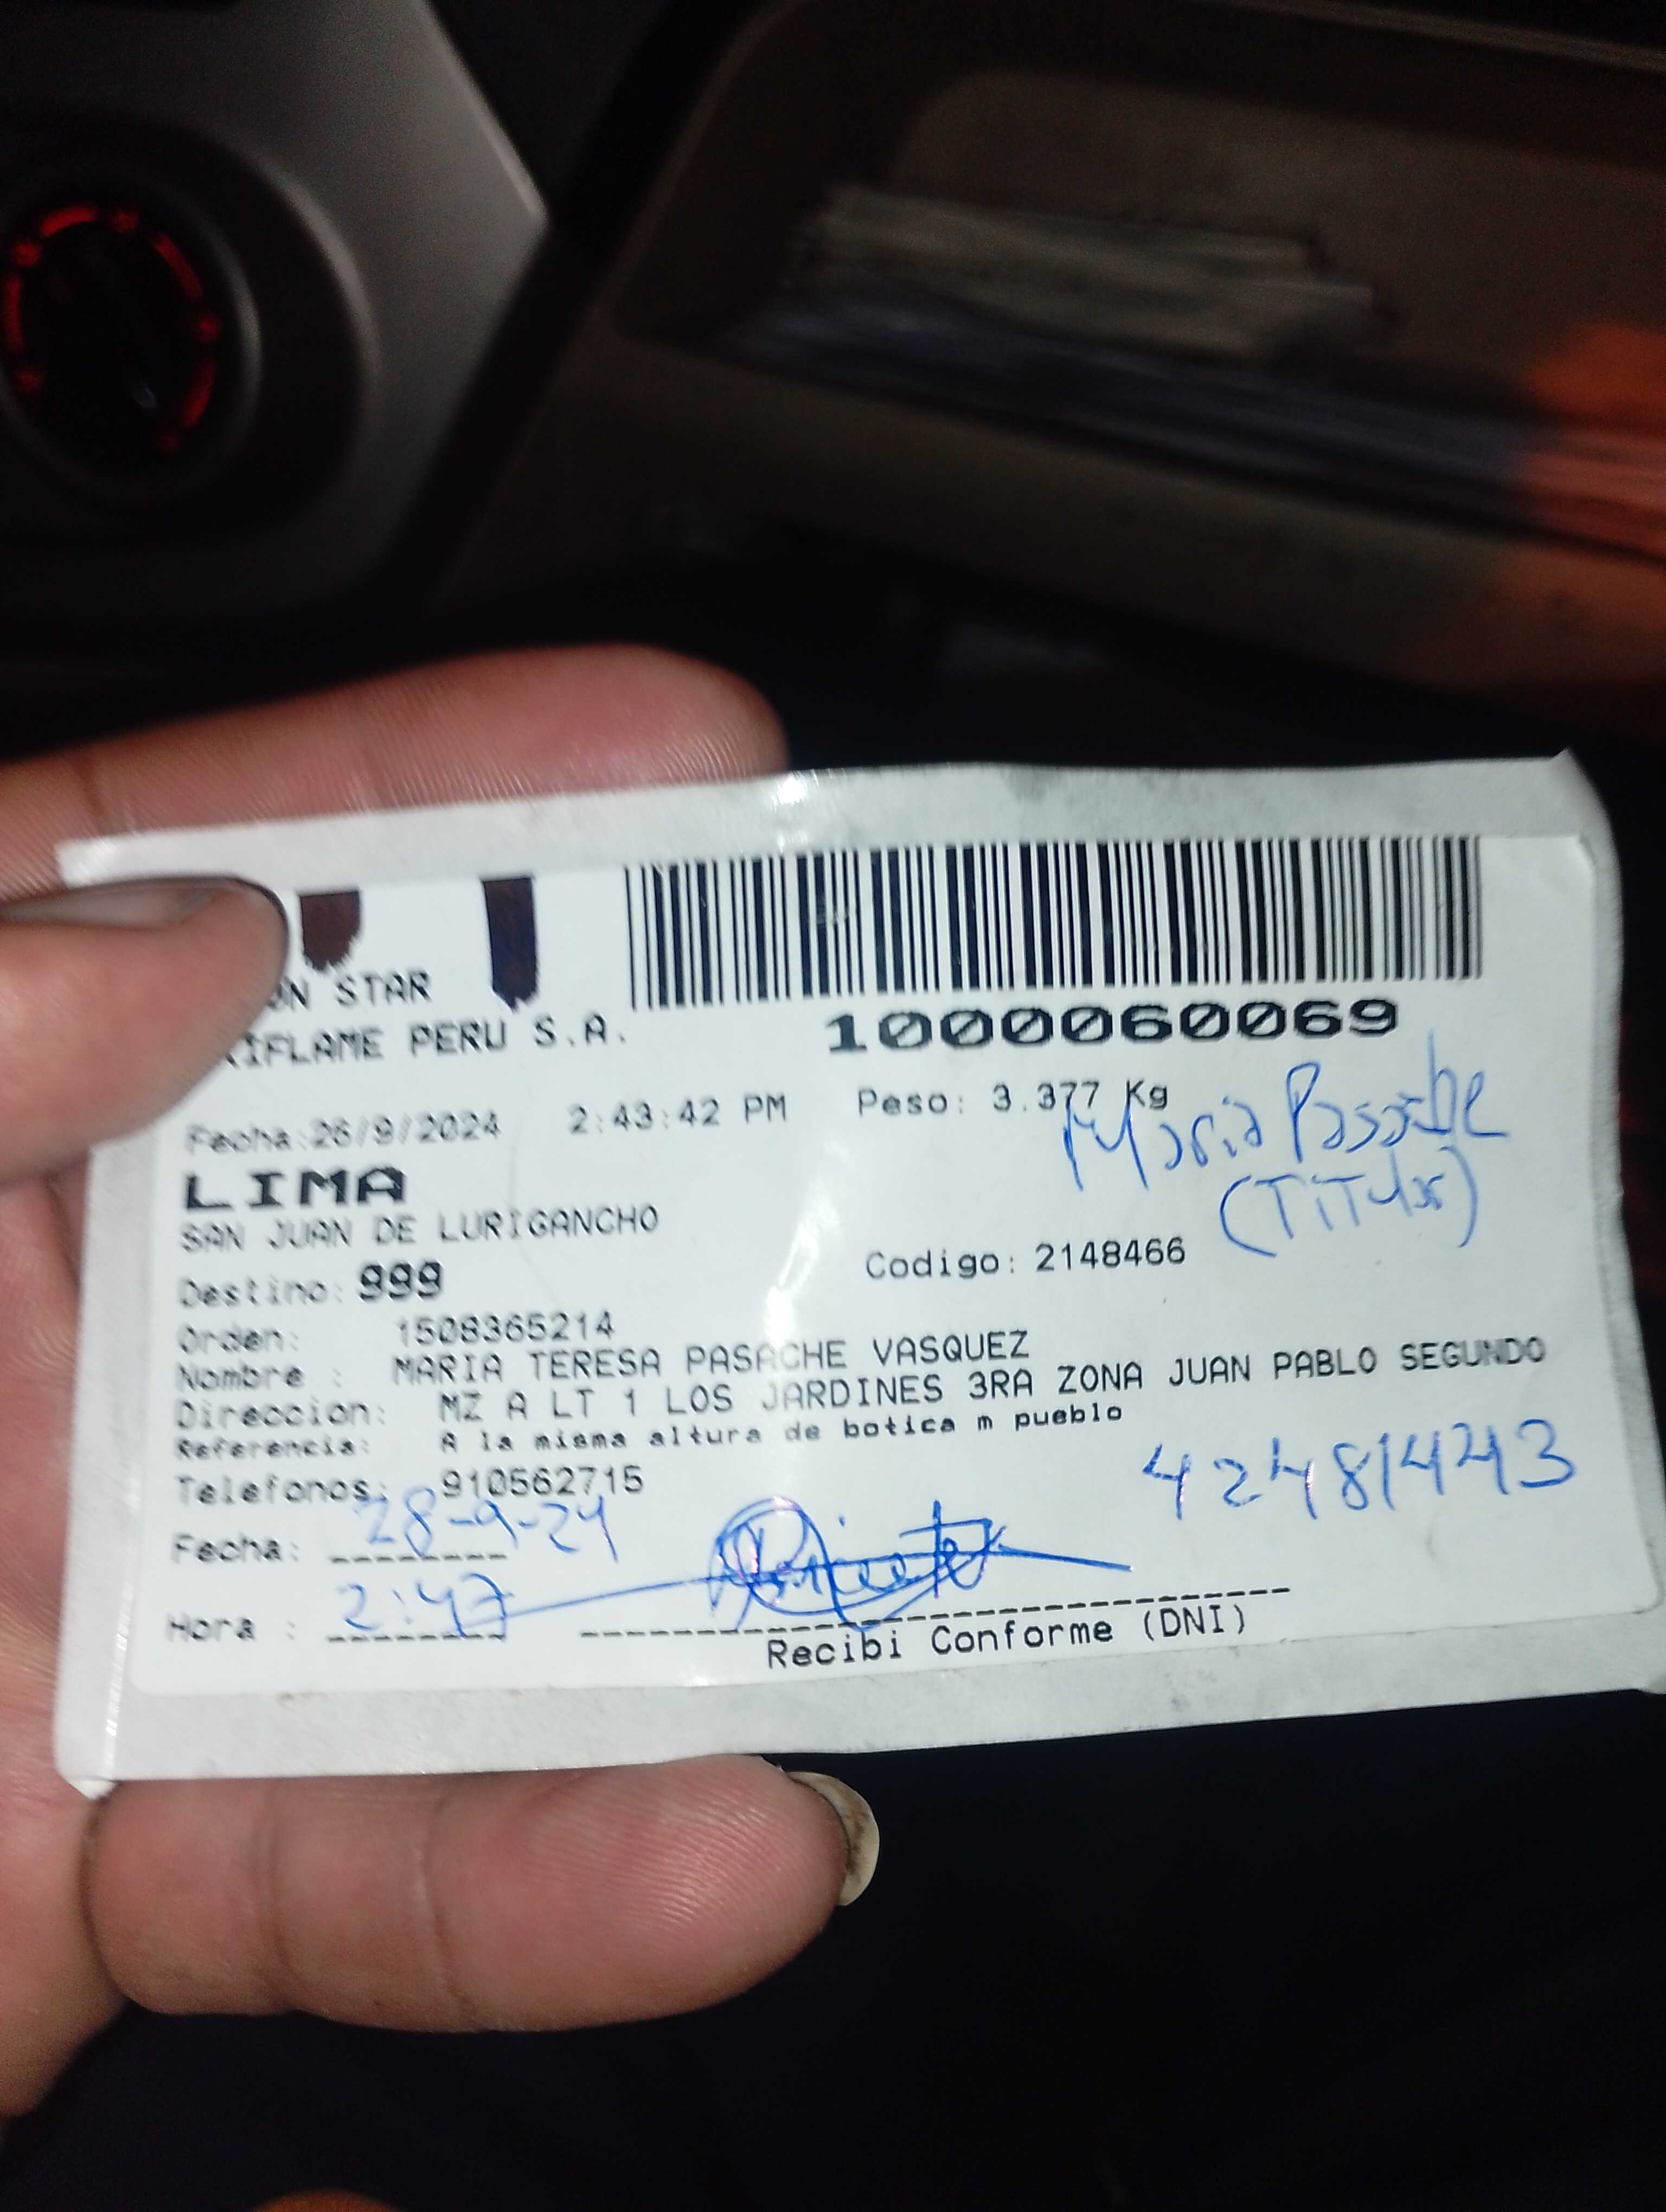 ON STAR
RIFLAME PERU S.A.
1000060069
Fecha:26/9/2024 2:43:42 PM Peso: 3.377 Kg
Maria Pasache
(Titular)
LIMA
SAN JUAN DE LURIGANCHO
Codigo: 2148466
Destino: 999
Orden: 1508365214
Nombre : MARIA TERESA PASACHE VASQUEZ
Direccion: MZ A LT 1 LOS JARDINES 3RA ZONA JUAN PABLO SEGUNDO
Referencia: A la misma altura de botica m pueblo
Telefonos: 910562715
42481443
Fecha: 28-9-24
Hora : 2:47
Recibi Conforme (DNI)